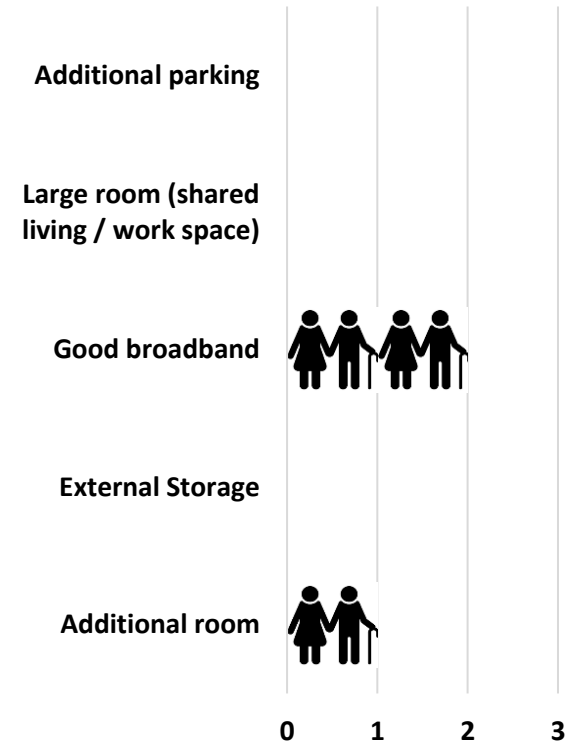 Additional parking
Large room (shared
living / work space)
Good broadband
External Storage
Additional room
0 1 2 3